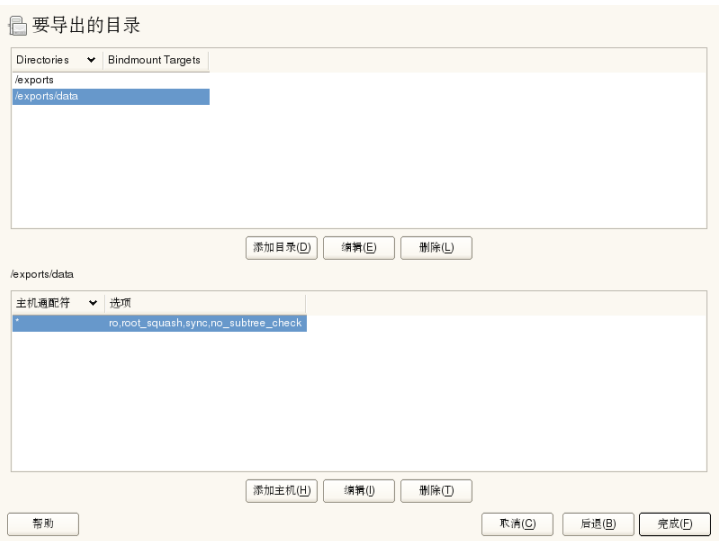 要导出的目录
Directories Bindmount Targets
/exports
/exports/data
添加目录(D) 编辑(E) 删除(L)
/exports/data
主机通配符 选项
* ro,root_squash,sync,no_subtree_check
添加主机(H) 编辑(I) 删除(T)
帮助 取消(C) 后退(B) 完成(F)